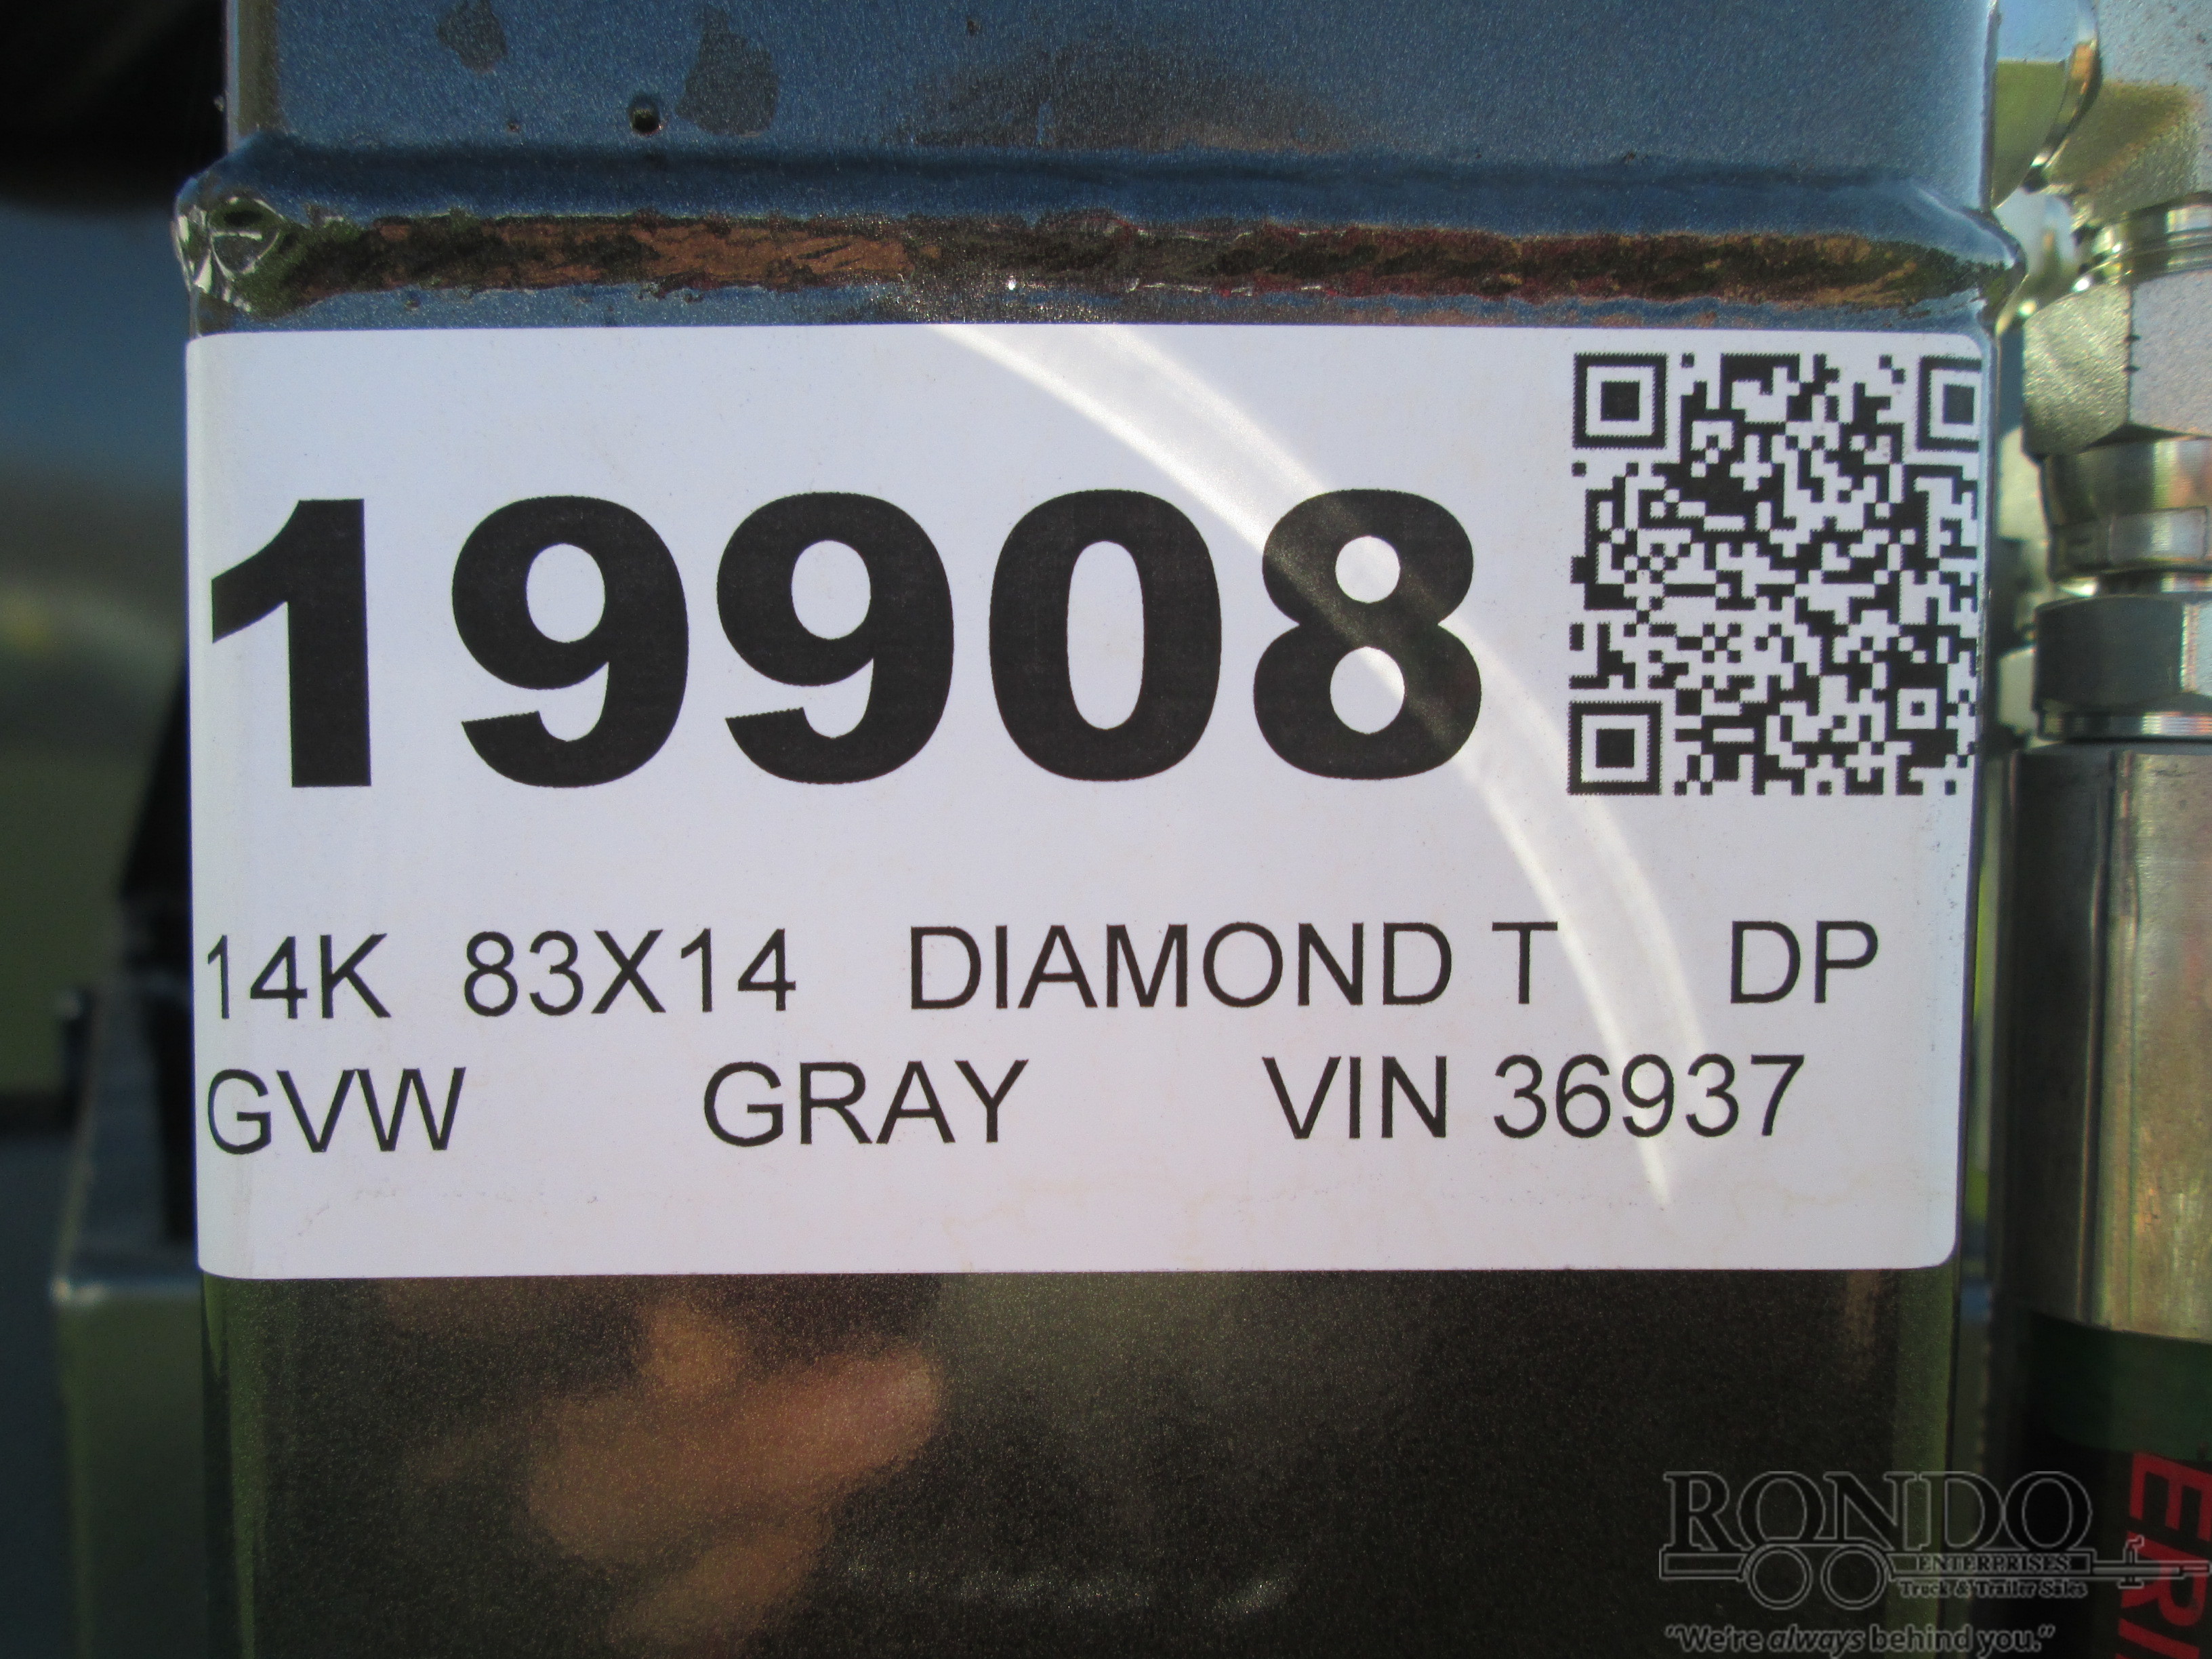 19908
14K 83X14 DIAMOND T DP
GVW GRAY VIN 36937
RONDO
ENTERPRISES
Truck & Trailer Sales
"We're always behind you."